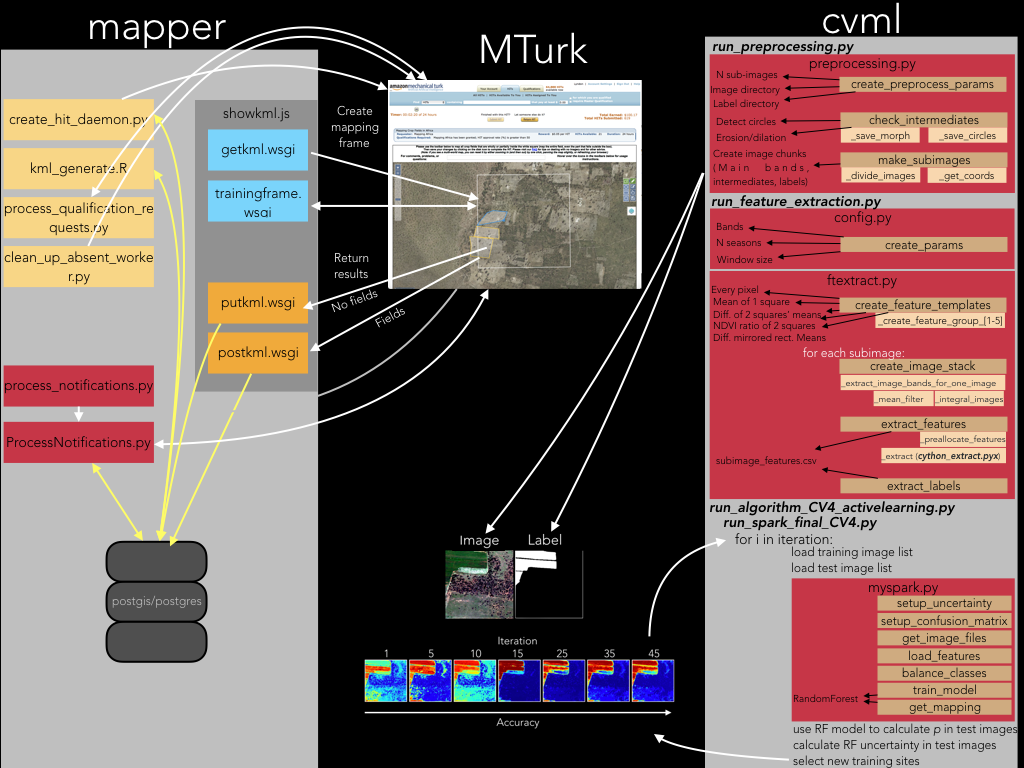 mapper
create_hit_daemon.py
kml_generate.R
process_qualification_re
quests.py
clean_up_absent_worke
r.py
process_notifications.py
ProcessNotifications.py
postgis/postgres
showkml.js
getkml.wsgi
trainingframe.
wsgi
putkml.wsgi
postkml.wsgi
MTurk
Create
mapping
frame
amazonmechanical turk
Return
results
No fields
Fields
Image
Label
Iteration
1 5 10 15 25 35 45
Accuracy
cvml
run_preprocessing.py
preprocessing.py
N sub-images
Image directory
Label directory
create_preprocess_params
Detect circles
Erosion/dilation
check_intermediates
_save_morph
_save_circles
Create image chunks
(Main bands,
intermediates, labels)
make_subimages
_divide_images
_get_coords
run_feature_extraction.py
config.py
Bands
N seasons
Window size
create_params
ftextract.py
Every pixel
Mean of 1 square
Diff. of 2 squares' means
NDVI ratio of 2 squares
Diff. mirrored rect. Means
create_feature_templates
_create_feature_group_[1-5]
for each subimage:
create_image_stack
_extract_image_bands_for_one_image
_mean_filter
_integral_images
extract_features
_preallocate_features
_extract (cython_extract.pyx)
subimage_features.csv
extract_labels
run_algorithm_CV4_activelearning.py
run_spark_final_CV4.py
for i in iteration:
load training image list
load test image list
myspark.py
setup_uncertainty
setup_confusion_matrix
get_image_files
load_features
balance_classes
train_model
get_mapping
RandomForest
use RF model to calculate p in test images
calculate RF uncertainty in test images
select new training sites